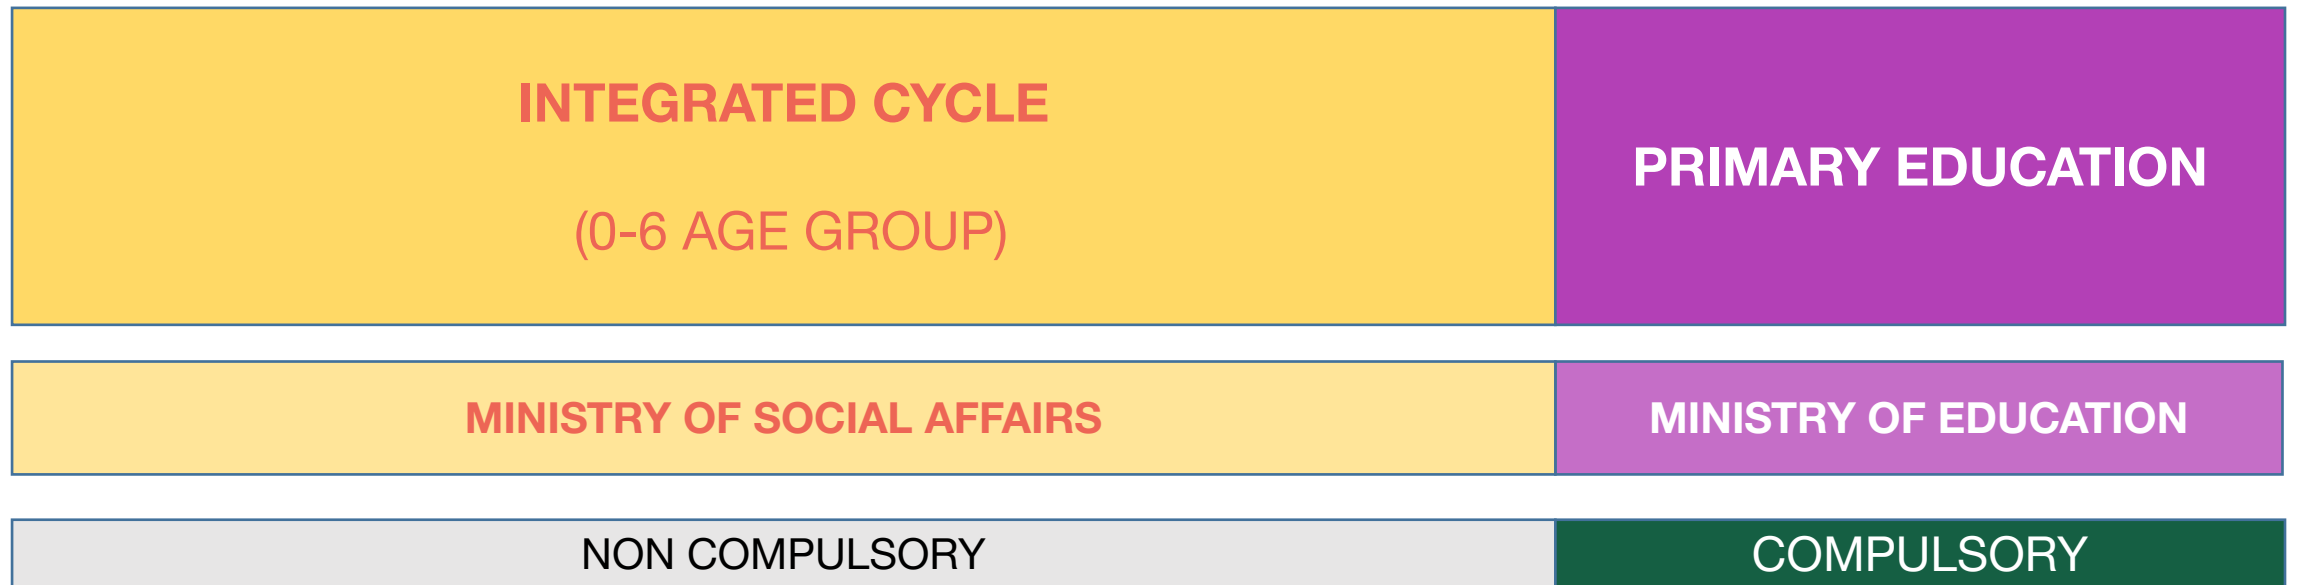 INTEGRATED CYCLE
(0-6 AGE GROUP)
PRIMARY EDUCATION
MINISTRY OF SOCIAL AFFAIRS
MINISTRY OF EDUCATION
NON COMPULSORY
COMPULSORY